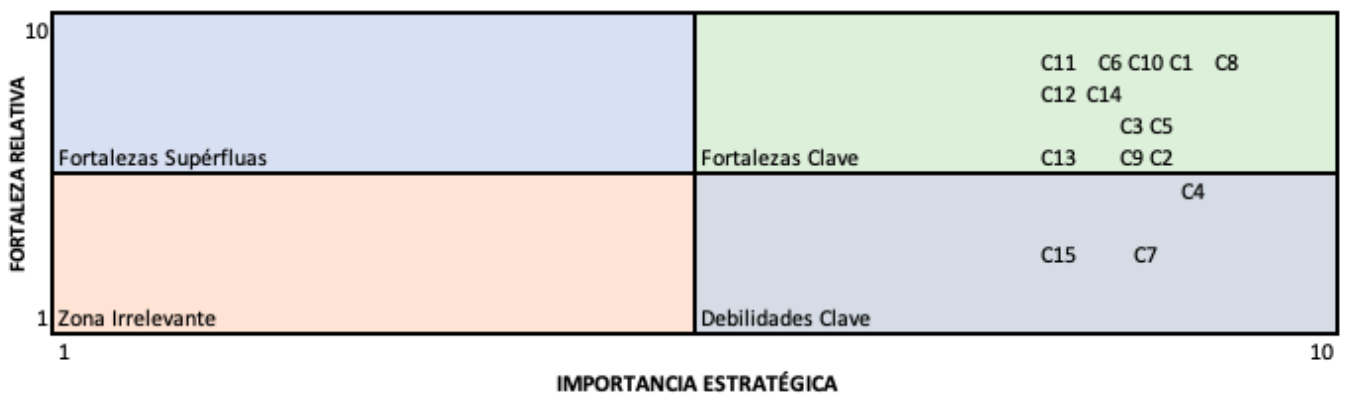 10
C11 C6 C10 C1 C8
C12 C14
C3 C5
Fortalezas Supérfluas Fortalezas Clave C13 C9 C2
FORTALEZA RELATIVA
C4
C15 C7
1 Zona Irrelevante Debilidades Clave
1 10
IMPORTANCIA ESTRATÉGICA